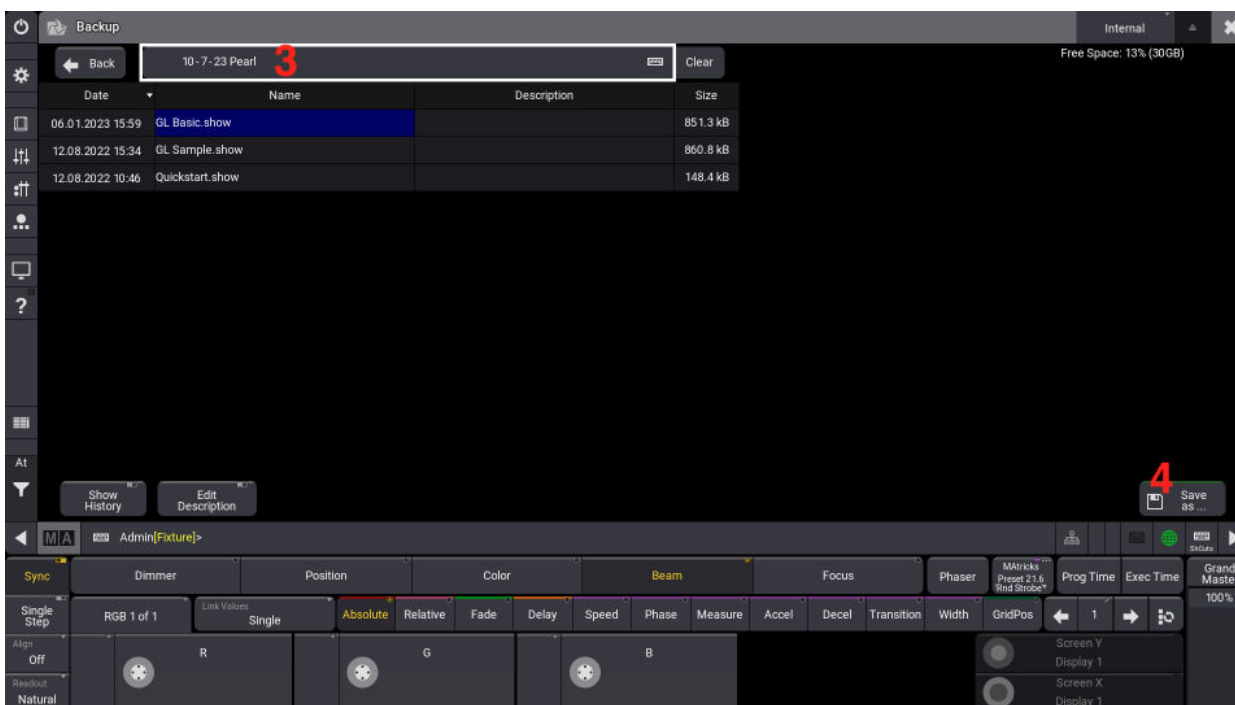 Backup
Internal
Back
10-7-23 Pearl
3
Clear
Free Space: 13% (30GB)
Date Name Description Size
06.01.2023 15:59 GL Basic.show 851.3 kB
12.08.2022 15:34 GL Sample.show 860.8 kB
12.08.2022 10:46 Quickstart.show 148.4 kB
?
At
4
Show
History
Edit
Description
Save
as ...
MA Admin[Fixture]>
ShCuts
Sync Dimmer Position Color Beam Focus Phaser
MAtricks
Preset 21.6
'Rnd Strobe'
Prog Time Exec Time
Grand
Master
100%
Single
Step
RGB 1 of 1
Link Values
Single
Absolute Relative Fade Delay Speed Phase Measure Accel Decel Transition Width GridPos 1
Align
Off
R G B
Screen Y
Display 1
Readout
Natural
Screen X
Display 1